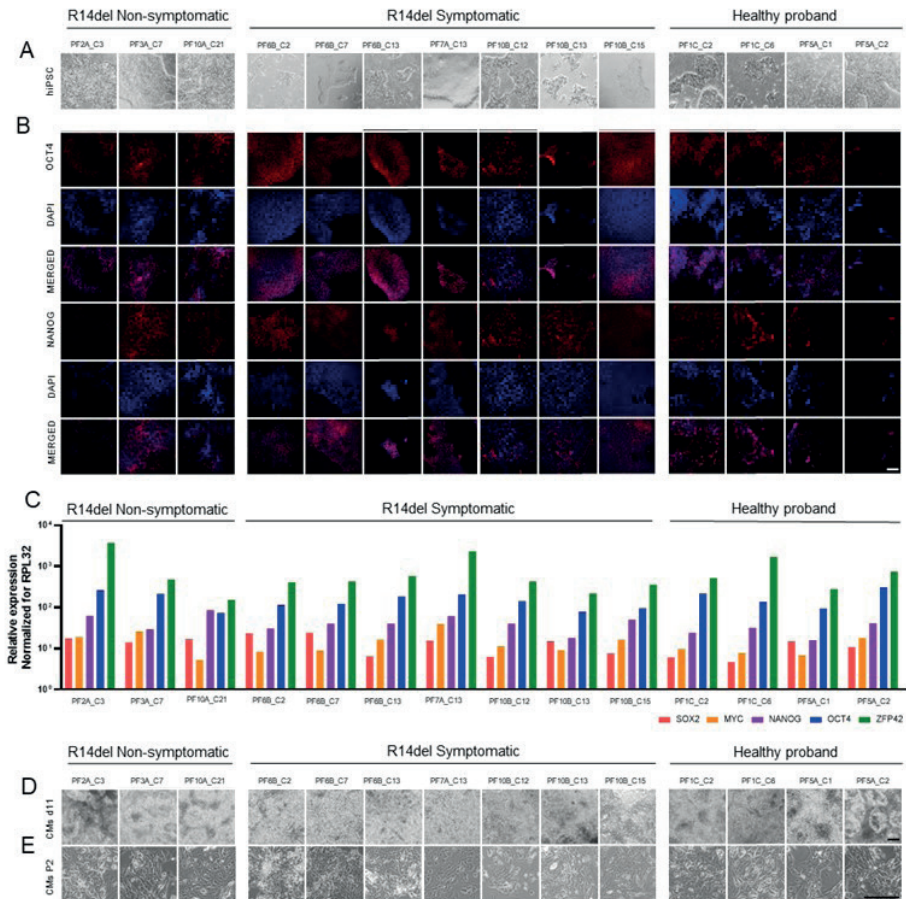 R14del Non-symptomatic R14del Symptomatic Healthy proband
PF2A_C3 PF3A_C7 PF10A_C21 PF6B_C2 PF6B_C7 PF6B_C13 PF7A_C13 PF10B_C12 PF10B_C13 PF10B_C15 PF1C_C2 PF1C_C6 PF5A_C1 PF5A_C2
A
hiPSC
B
OCT4
DAPI
MERGED
NANOG
DAPI
MERGED
C
R14del Non-symptomatic R14del Symptomatic Healthy proband
Relative expression
Normalized for RPL32
10⁴
10³
10²
10¹
10⁰
PF2A_C3 PF3A_C7 PF10A_C21 PF6B_C2 PF6B_C7 PF6B_C13 PF7A_C13 PF10B_C12 PF10B_C13 PF10B_C15 PF1C_C2 PF1C_C6 PF5A_C1 PF5A_C2
SOX2 MYC NANOG OCT4 ZFP42
R14del Non-symptomatic R14del Symptomatic Healthy proband
PF2A_C3 PF3A_C7 PF10A_C21 PF6B_C2 PF6B_C7 PF6B_C13 PF7A_C13 PF10B_C12 PF10B_C13 PF10B_C15 PF1C_C2 PF1C_C6 PF5A_C1 PF5A_C2
D
CMs d11
E
CMs P2